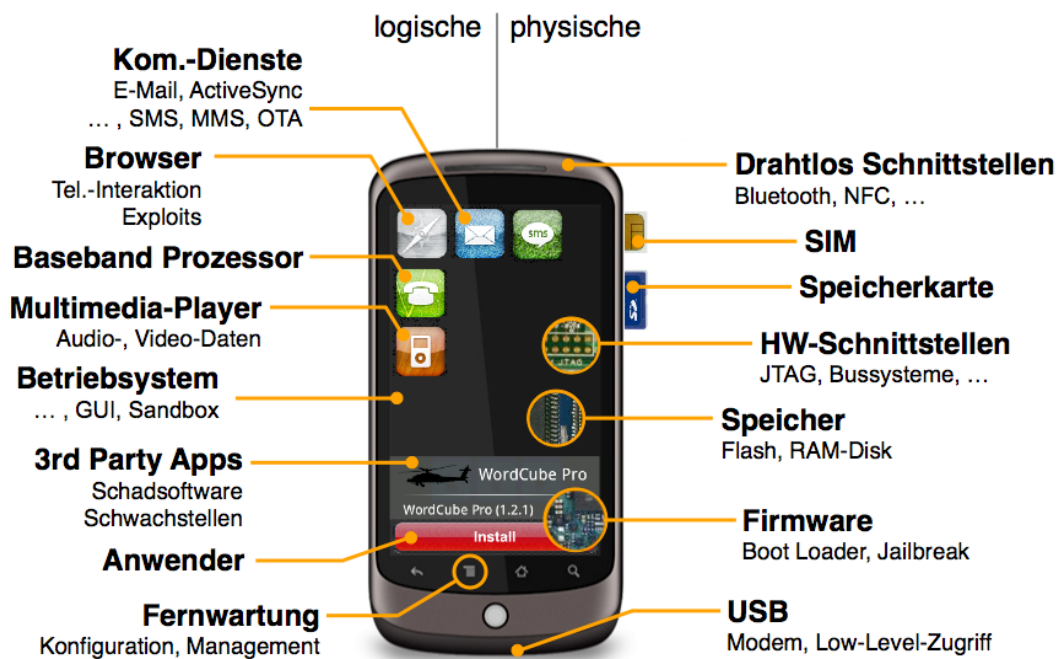 logische
physische
Kom.-Dienste
E-Mail, ActiveSync
… , SMS, MMS, OTA
Browser
Tel.-Interaktion
Exploits
Baseband Prozessor
Multimedia-Player
Audio-, Video-Daten
Betriebsystem
… , GUI, Sandbox
3rd Party Apps
Schadsoftware
Schwachstellen
Anwender
Fernwartung
Konfiguration, Management
sms
JTAG
WordCube Pro
WordCube Pro (1.2.1)
Install
Drahtlos Schnittstellen
Bluetooth, NFC, …
SIM
Speicherkarte
HW-Schnittstellen
JTAG, Bussysteme, …
Speicher
Flash, RAM-Disk
Firmware
Boot Loader, Jailbreak
USB
Modem, Low-Level-Zugriff